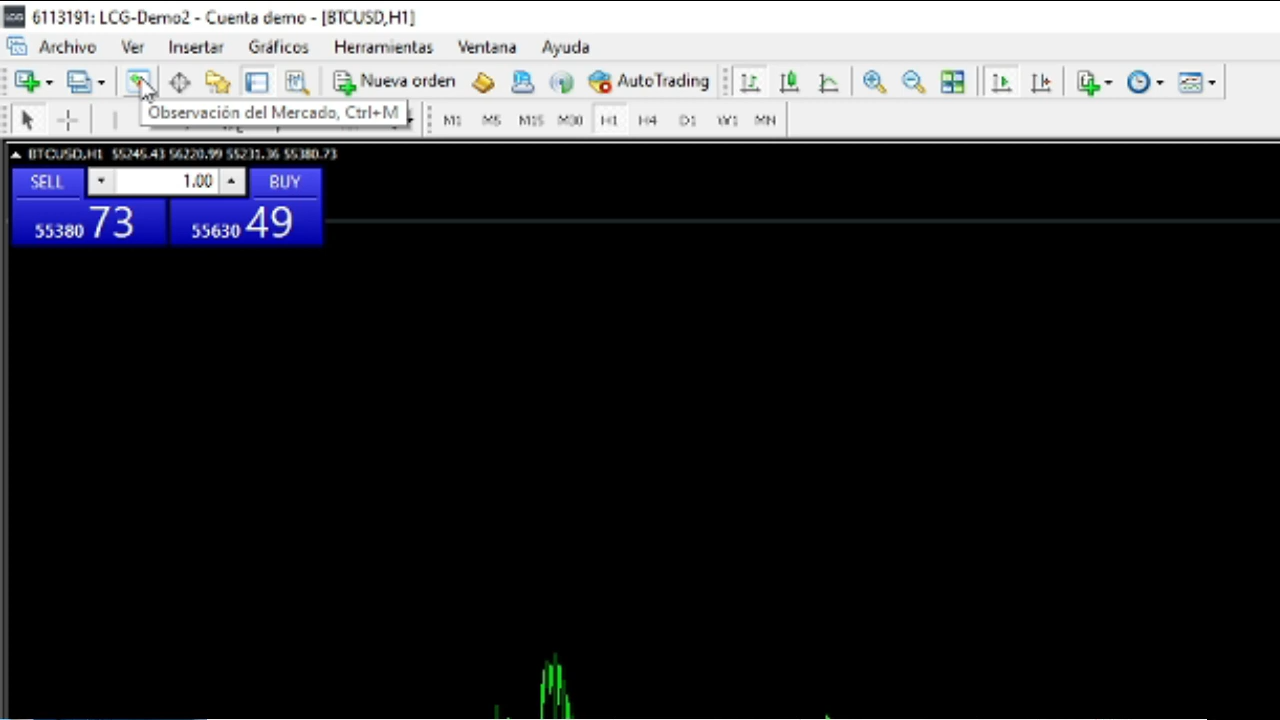 LCG 6113191: LCG-Demo2 - Cuenta demo - [BTCUSD,H1]
Archivo Ver Insertar Gráficos Herramientas Ventana Ayuda
Nueva orden AutoTrading
Observación del Mercado, Ctrl+M
M1 M5 M15 M30 H1 H4 D1 W1 MN
BTCUSD,H1 55245.43 56220.99 55231.36 55380.73
SELL 1.00 BUY
55380 73 55630 49